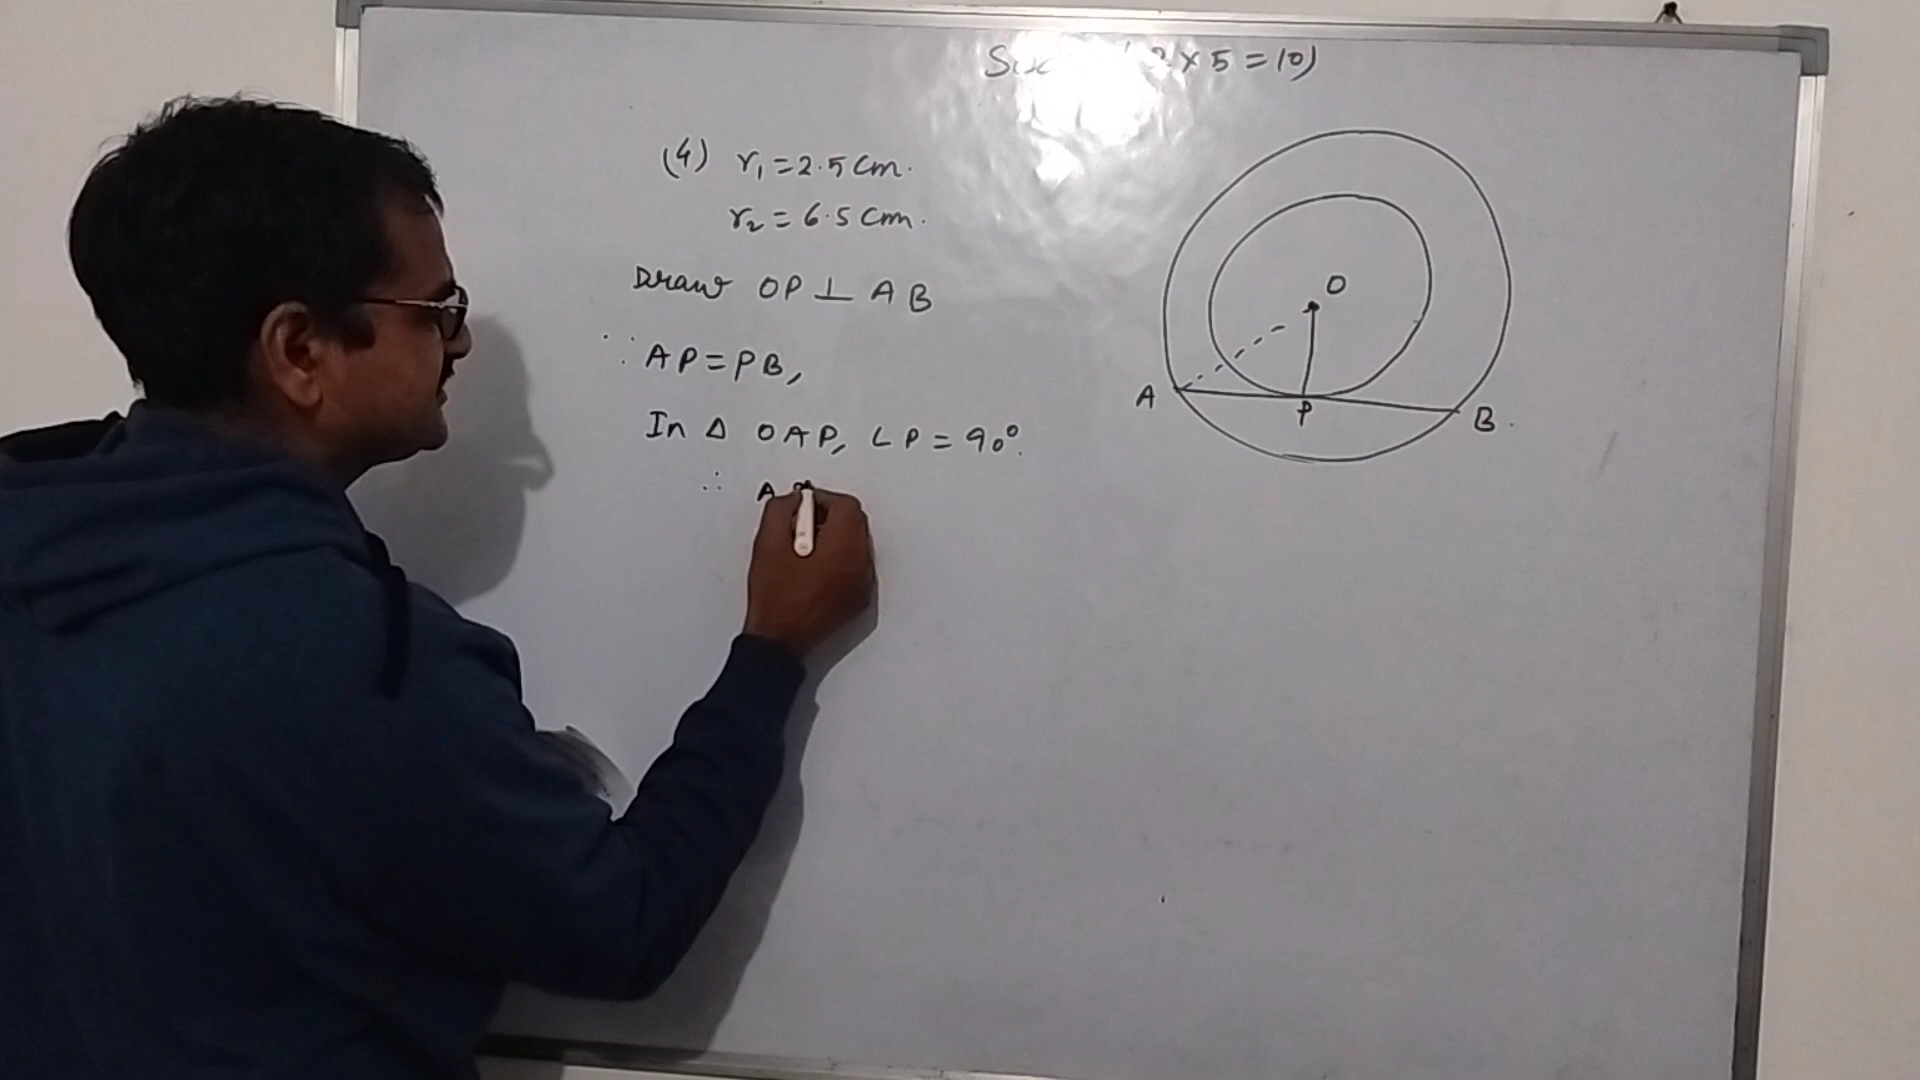 × 5 = 10)
(4) r₁ = 2.5 cm.
r₂ = 6.5 cm.
Draw OP ⊥ AB
∵ AP = PB,
In Δ OAP, ∠P = 90°.
∴ A
O
A
P
B.